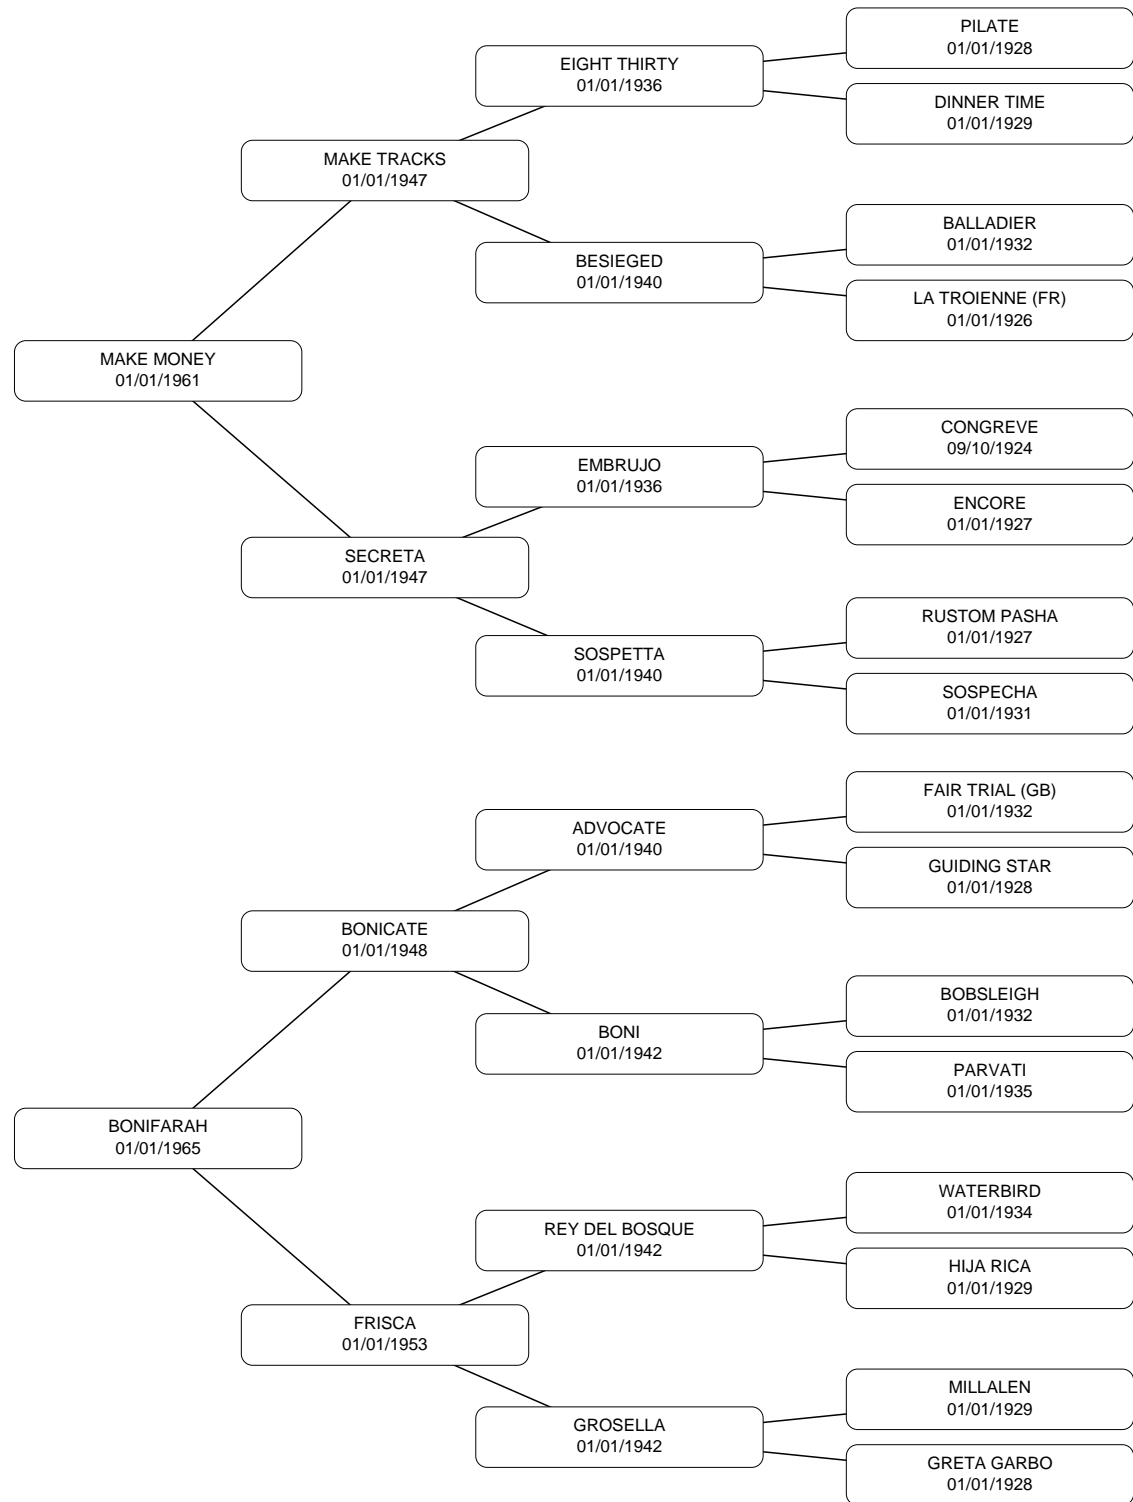 PILATE
01/01/1928
EIGHT THIRTY
01/01/1936
DINNER TIME
01/01/1929
MAKE TRACKS
01/01/1947
BALLADIER
01/01/1932
BESIEGED
01/01/1940
LA TROIENNE (FR)
01/01/1926
MAKE MONEY
01/01/1961
CONGREVE
09/10/1924
EMBRUJO
01/01/1936
ENCORE
01/01/1927
SECRETA
01/01/1947
RUSTOM PASHA
01/01/1927
SOSPETTA
01/01/1940
SOSPECHA
01/01/1931
FAIR TRIAL (GB)
01/01/1932
ADVOCATE
01/01/1940
GUIDING STAR
01/01/1928
BONICATE
01/01/1948
BOBSLEIGH
01/01/1932
BONI
01/01/1942
PARVATI
01/01/1935
BONIFARAH
01/01/1965
WATERBIRD
01/01/1934
REY DEL BOSQUE
01/01/1942
HIJA RICA
01/01/1929
FRISCA
01/01/1953
MILLALEN
01/01/1929
GROSELLA
01/01/1942
GRETA GARBO
01/01/1928